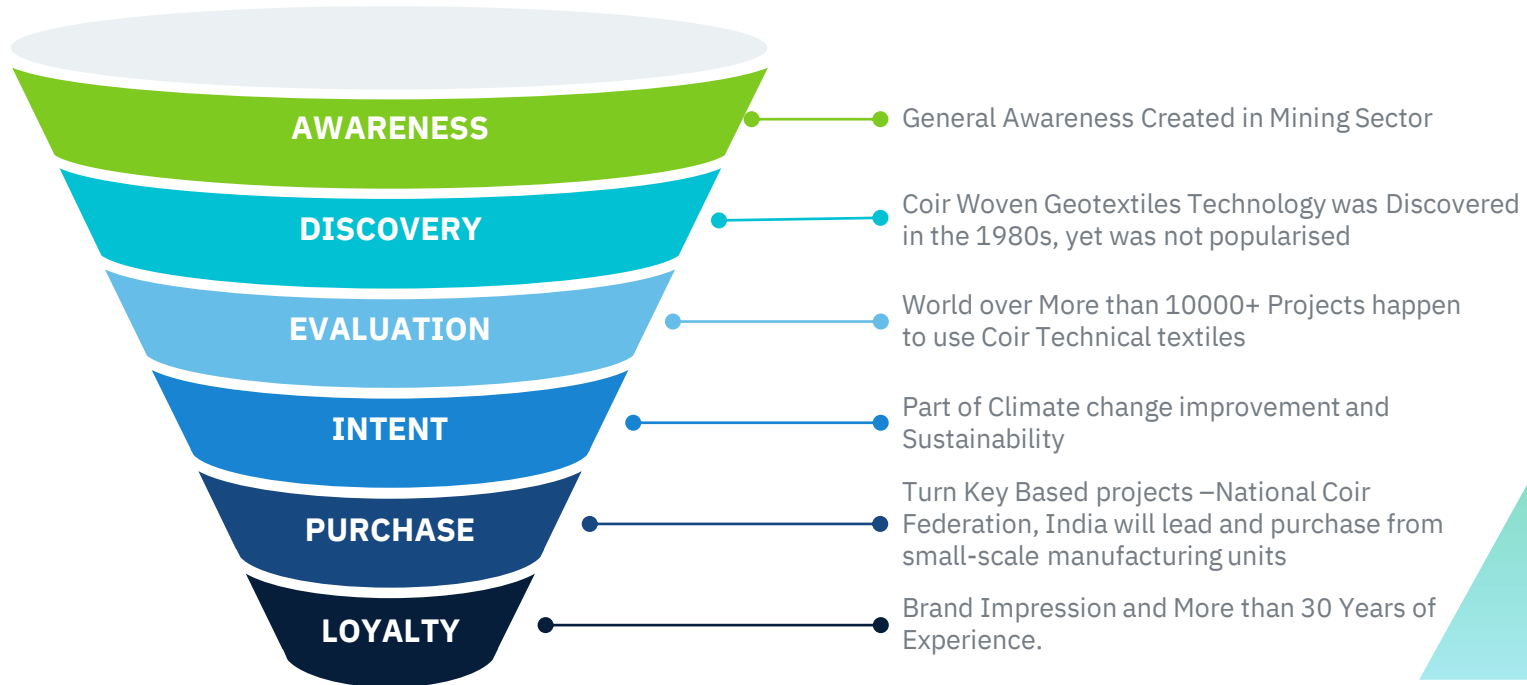 AWARENESS
General Awareness Created in Mining Sector
DISCOVERY
Coir Woven Geotextiles Technology was Discovered
in the 1980s, yet was not popularised
EVALUATION
World over More than 10000+ Projects happen
to use Coir Technical textiles
INTENT
Part of Climate change improvement and
Sustainability
PURCHASE
Turn Key Based projects –National Coir
Federation, India will lead and purchase from
small-scale manufacturing units
LOYALTY
Brand Impression and More than 30 Years of
Experience.